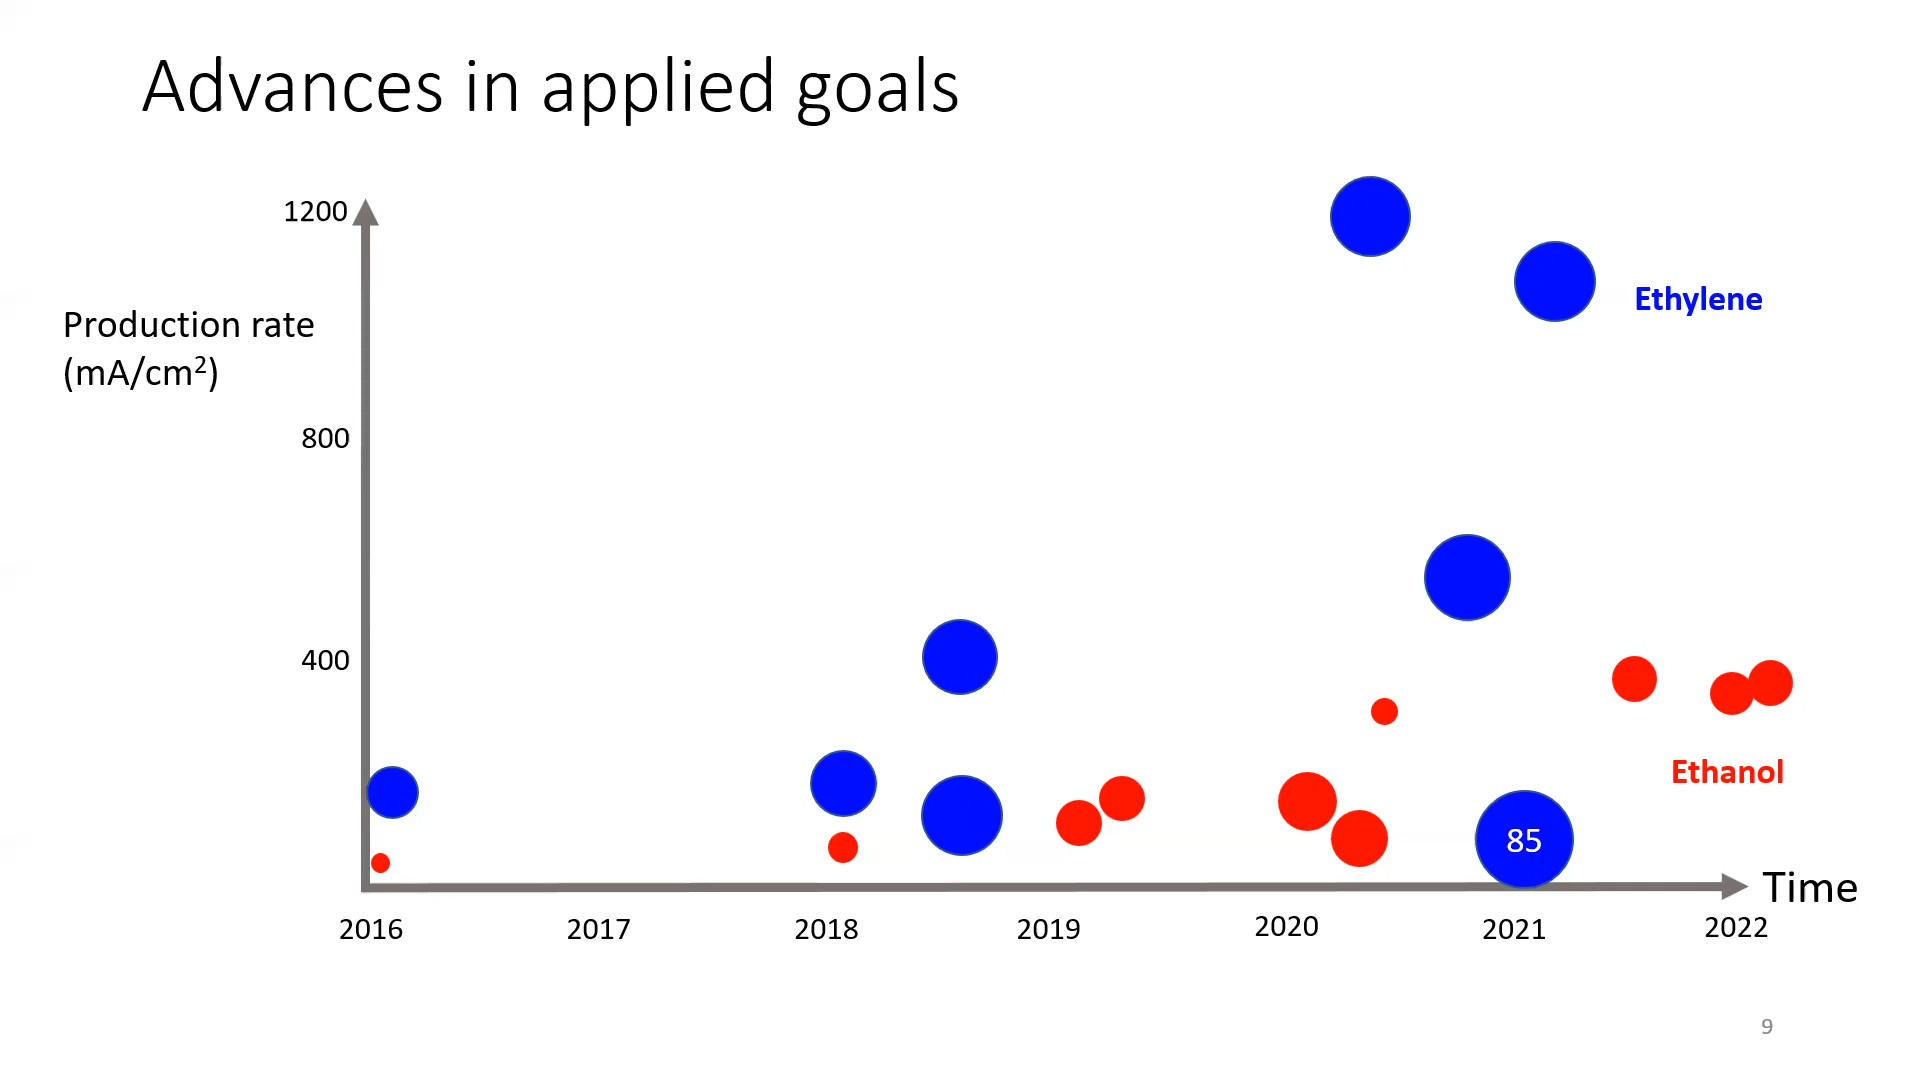 Advances in applied goals
1200
Production rate
(mA/cm²)
Ethylene
800
400
Ethanol
85
Time
2016
2017
2018
2019
2020
2021
2022
9